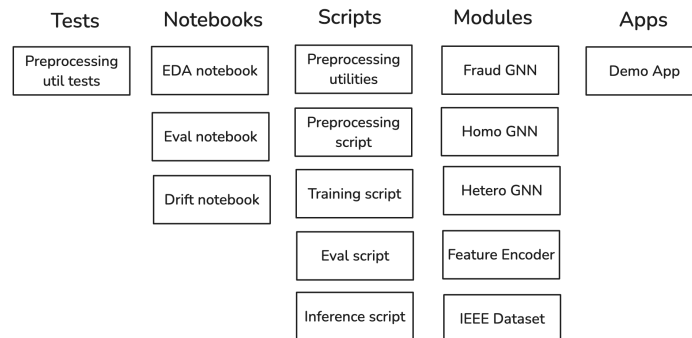 Tests
Notebooks
Scripts
Modules
Apps
Preprocessing
util tests
EDA notebook
Eval notebook
Drift notebook
Preprocessing
utilities
Preprocessing
script
Training script
Eval script
Inference script
Fraud GNN
Homo GNN
Hetero GNN
Feature Encoder
IEEE Dataset
Demo App